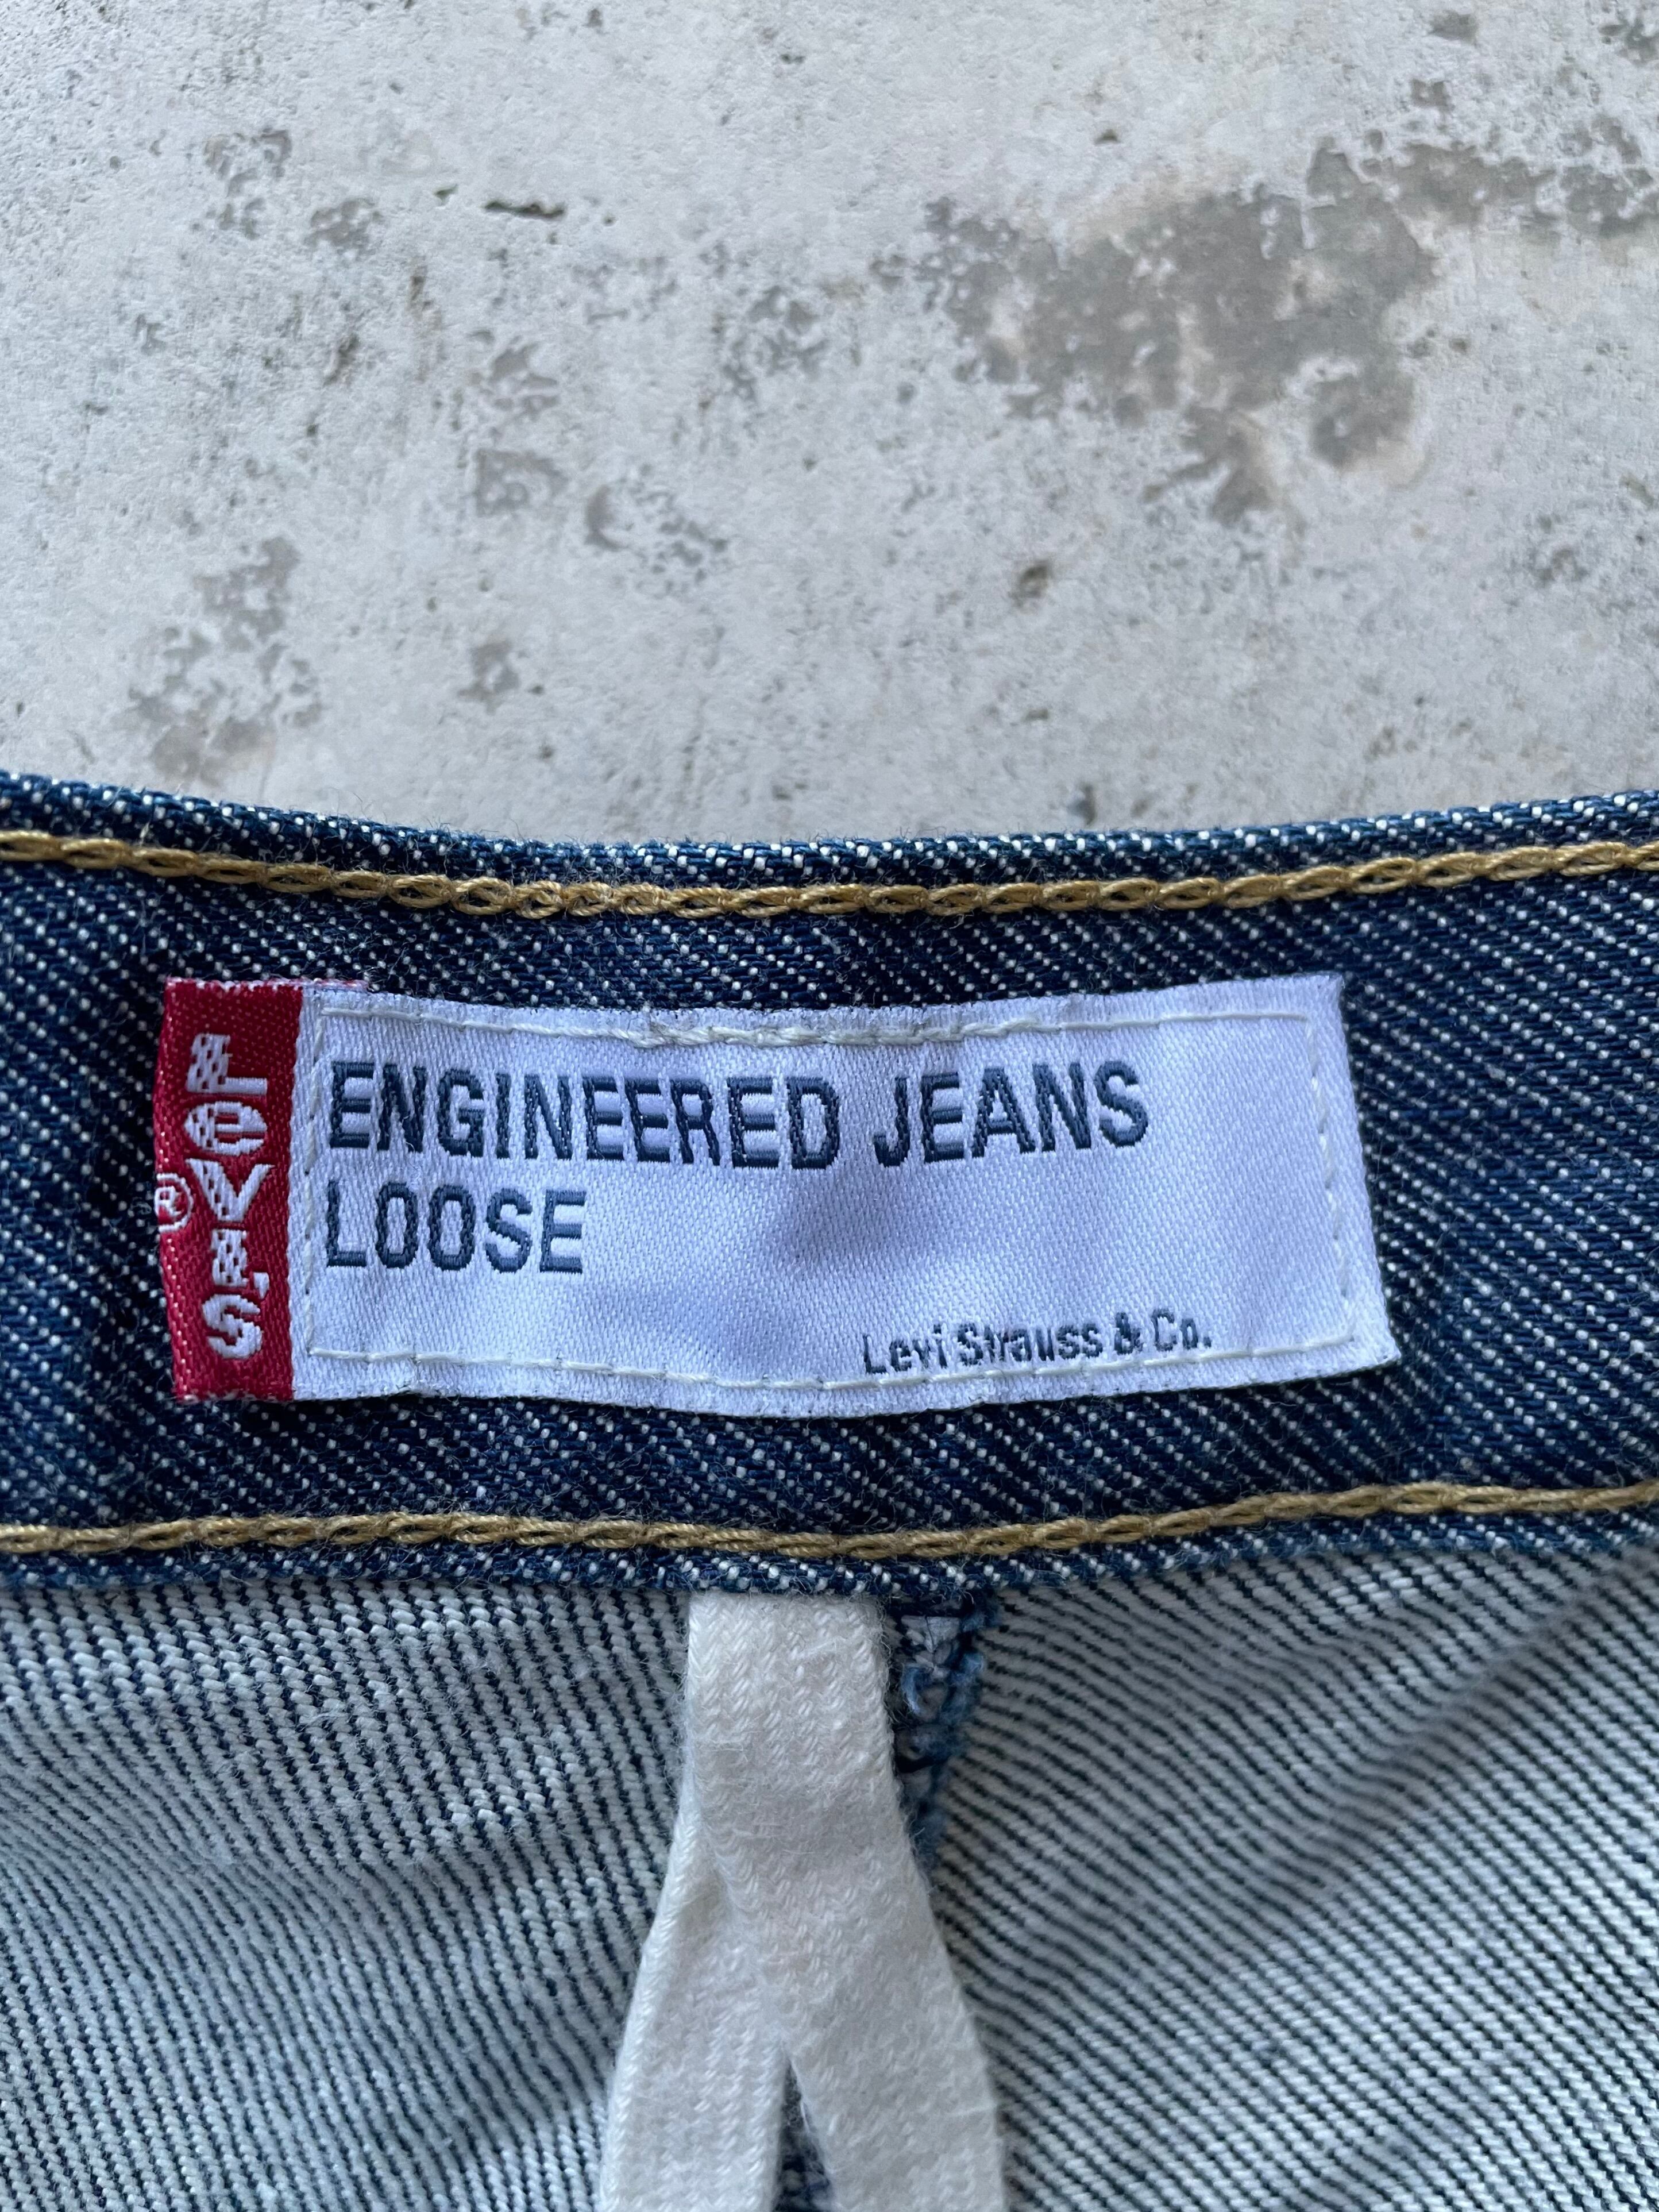 LEVI'S
®
ENGINEERED JEANS
LOOSE
Levi Strauss & Co.